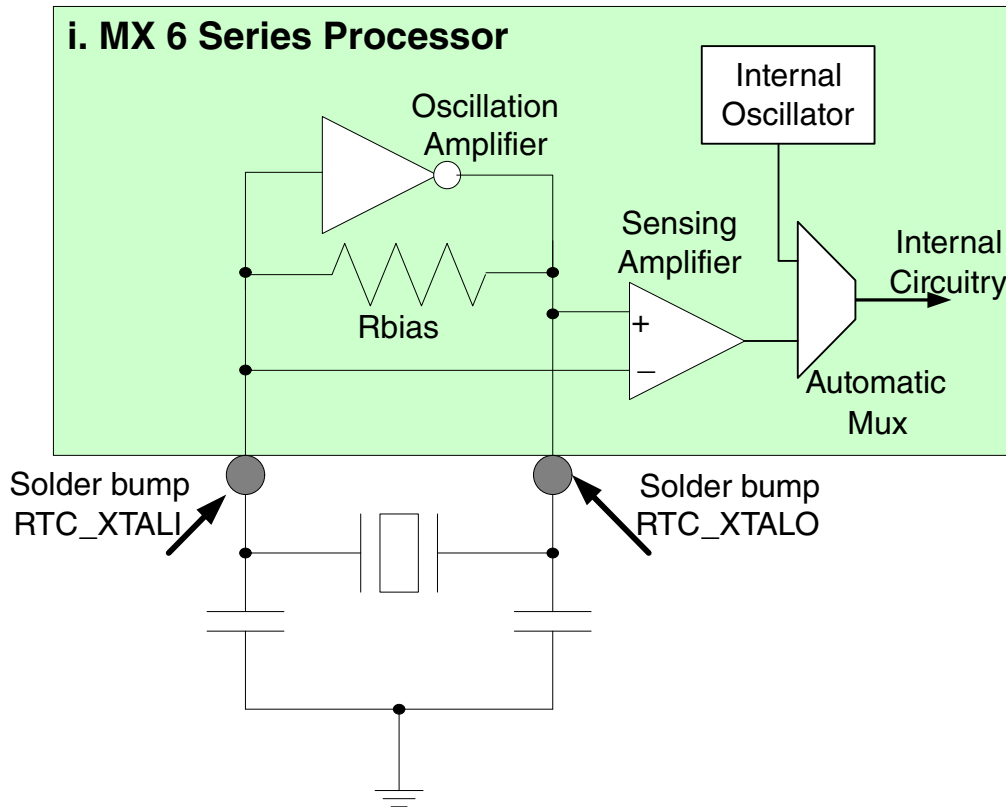 i. MX 6 Series Processor
Internal
Oscillator
Oscillation
Amplifier
Sensing
Amplifier
Internal
Circuitry
Rbias
+
–
Automatic
Mux
Solder bump
RTC_XTALI
Solder bump
RTC_XTALO